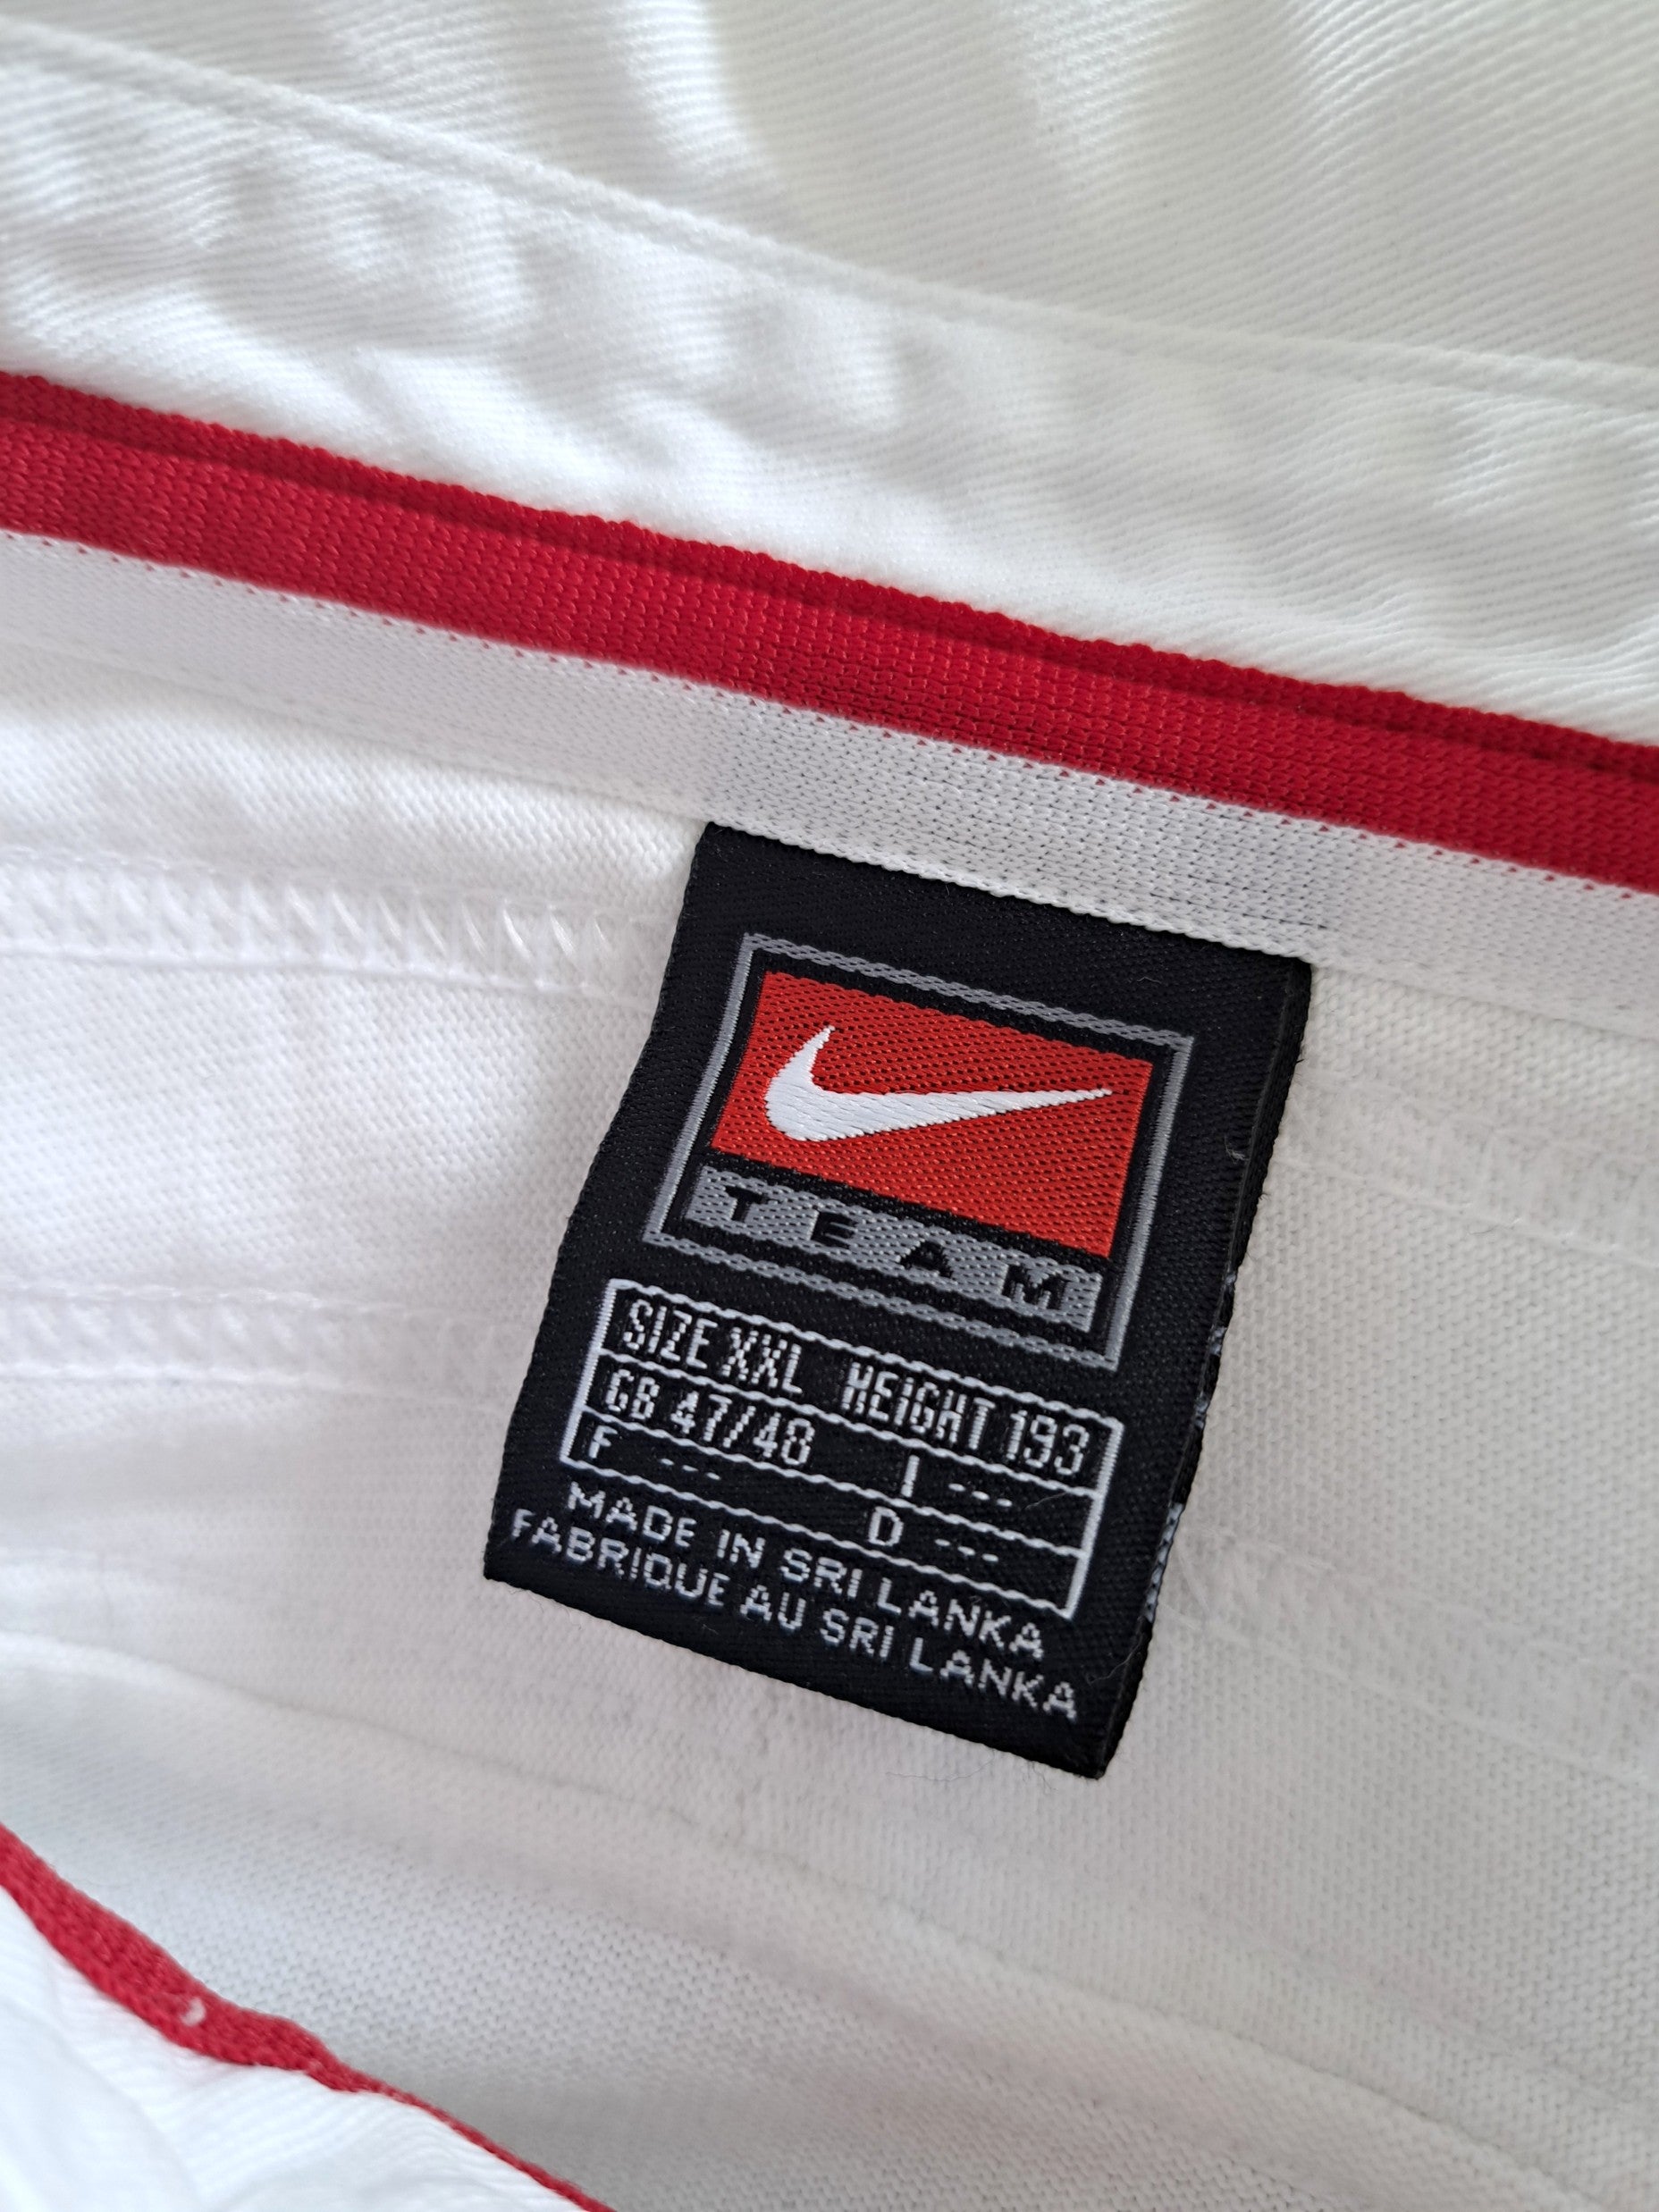 TEAM
SIZE XXL HEIGHT 193
GB 47/48 I ---
F --- D ---
MADE IN SRI LANKA
FABRIQUE AU SRI LANKA